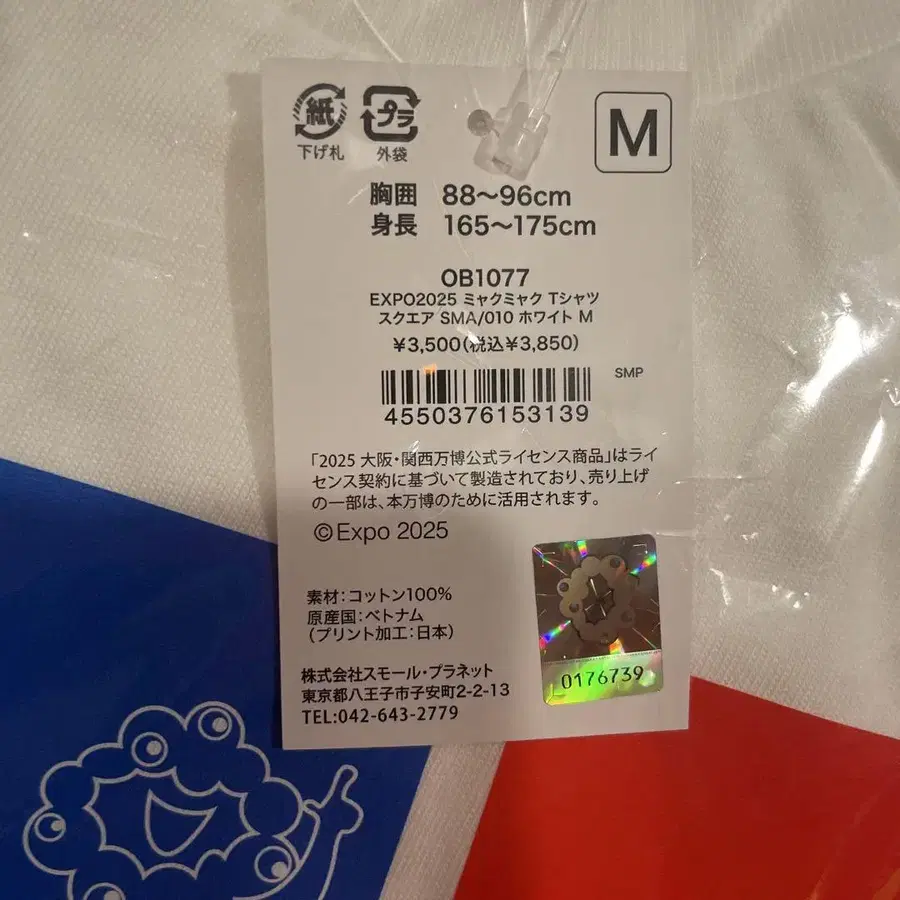 紙
プラ
下げ札
外袋
M
胸囲 88～96cm
身長 165～175cm
OB1077
EXPO2025 ミャクミャク Tシャツ
スクエア SMA/010 ホワイト M
¥3,500(税込¥3,850)
SMP
4550376153139
「2025 大阪・関西万博公式ライセンス商品」はライ
センス契約に基づいて製造されており、売り上げ
の一部は、本万博のために活用されます。
©Expo 2025
素材：コットン100%
原産国：ベトナム
（プリント加工：日本）
0176739
株式会社スモール・プラネット
東京都八王子市子安町2-2-13
TEL:042-643-2779